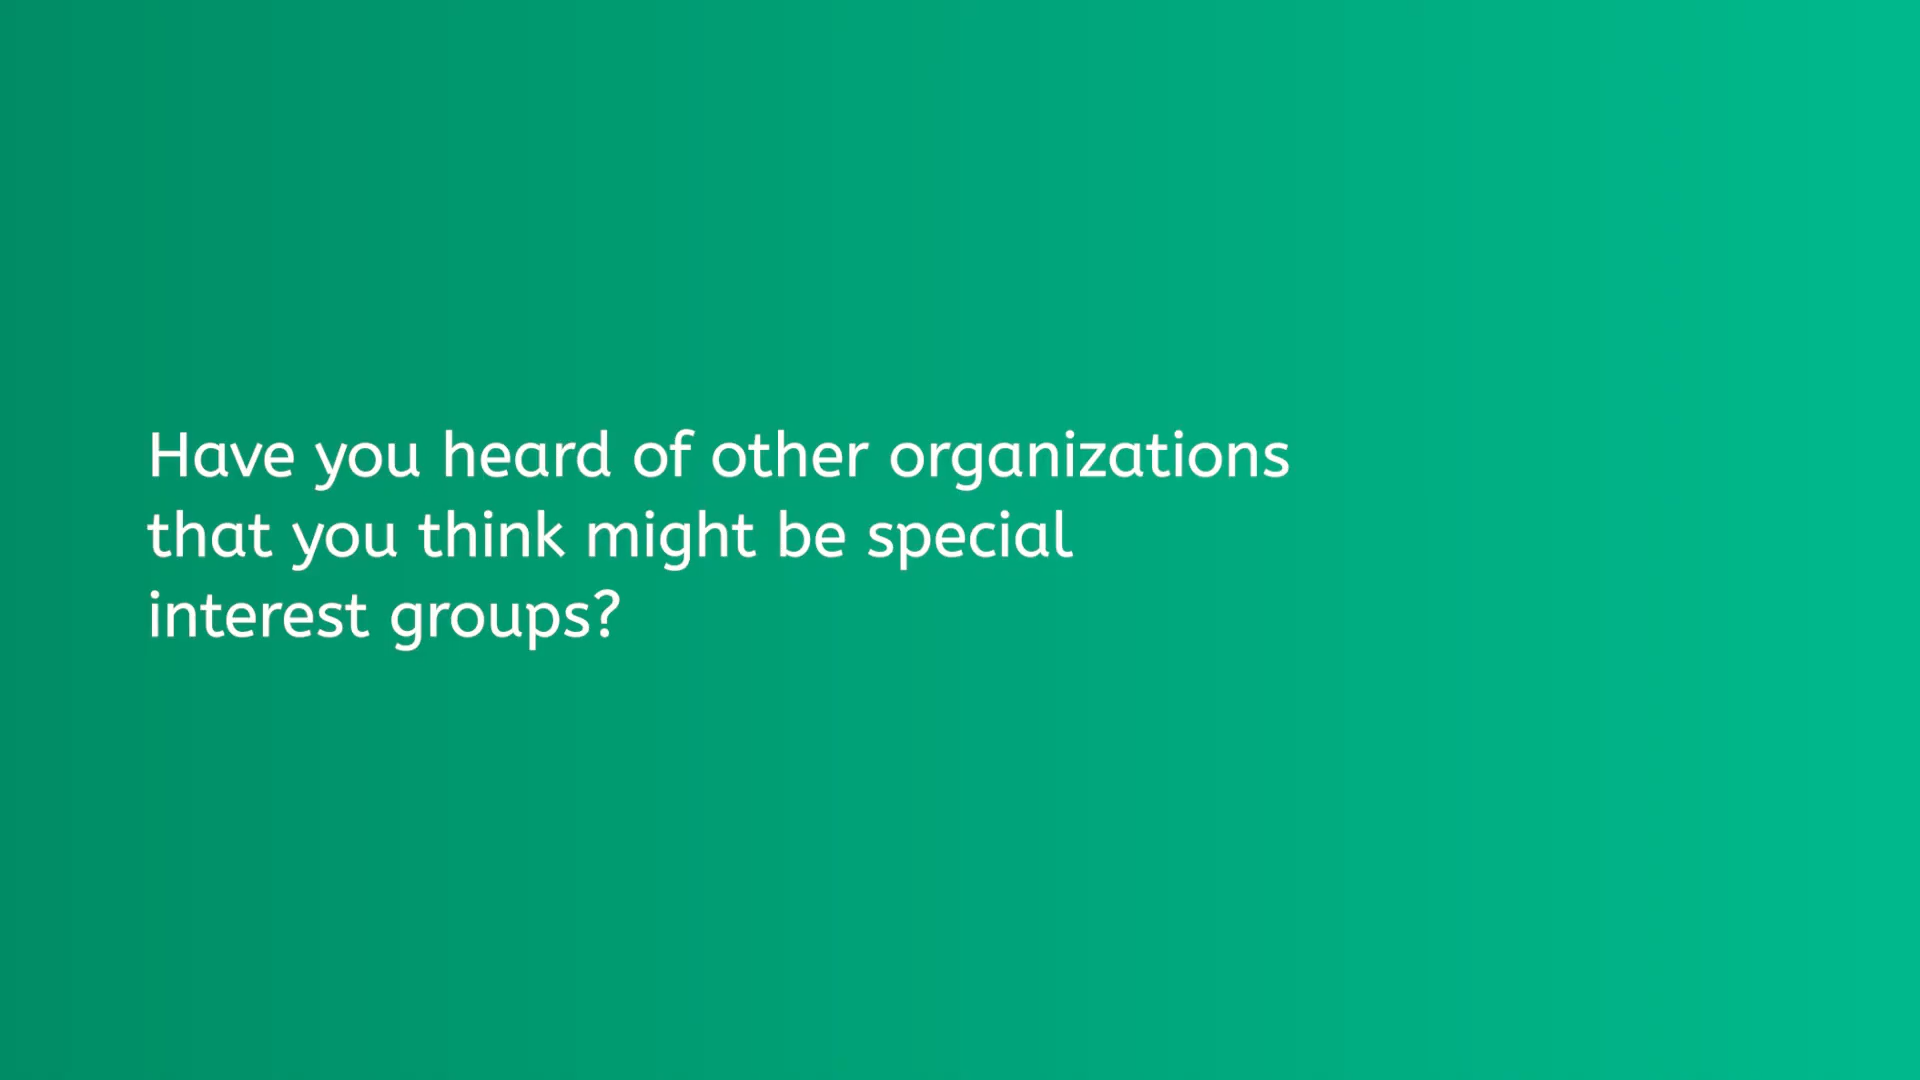 Have you heard of other organizations
that you think might be special
interest groups?